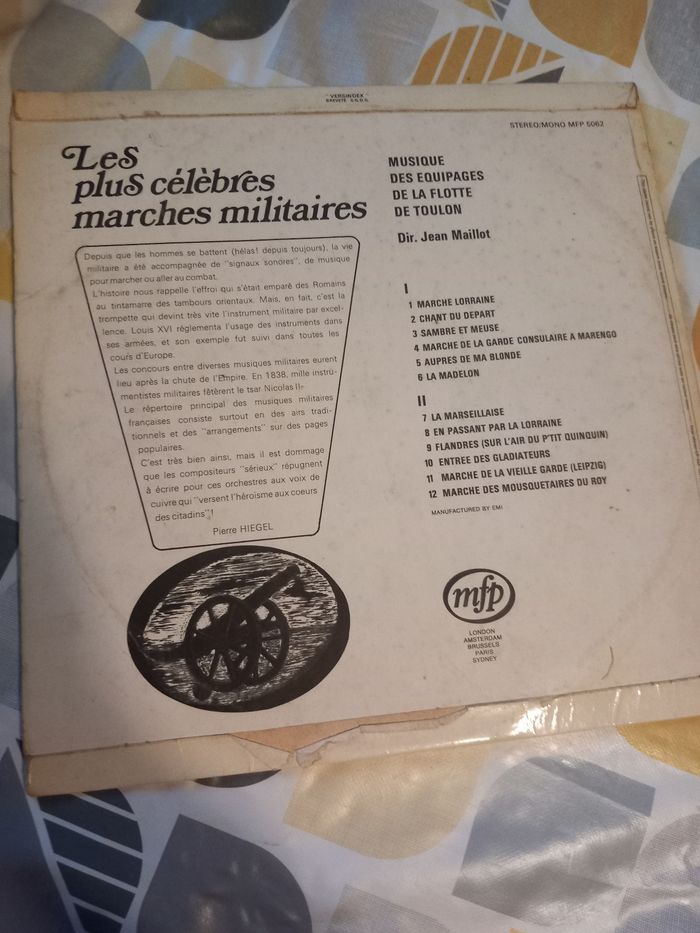 "VERSINDEX"
BREVETÉ S.G.D.G.
STEREO/MONO MFP 5062
Les
plus célèbres
marches militaires
MUSIQUE
DES EQUIPAGES
DE LA FLOTTE
DE TOULON
Dir. Jean Maillot
Depuis que les hommes se battent (hélas! depuis toujours), la vie
militaire a été accompagnée de "signaux sonores", de musique
pour marcher ou aller au combat.
L'histoire nous rappelle l'effroi qui s'était emparé des Romains
au tintamarre des tambours orientaux. Mais, en fait, c'est la
trompette qui devint très vite l'instrument militaire par excel-
lence. Louis XVI règlementa l'usage des instruments dans
ses armées, et son exemple fut suivi dans toutes les
cours d'Europe.
Les concours entre diverses musiques militaires eurent
lieu après la chute de l'Empire. En 1838, mille instru-
mentistes militaires fêtèrent le tsar Nicolas II.
Le répertoire principal des musiques militaires
françaises consiste surtout en des airs tradi-
tionnels et des "arrangements" sur des pages
populaires.
C'est très bien ainsi, mais il est dommage
que les compositeurs "sérieux" répugnent
à écrire pour ces orchestres aux voix de
cuivre qui "versent l'héroïsme aux coeurs
des citadins"!
Pierre HIEGEL
I
1 MARCHE LORRAINE
2 CHANT DU DEPART
3 SAMBRE ET MEUSE
4 MARCHE DE LA GARDE CONSULAIRE A MARENGO
5 AUPRES DE MA BLONDE
6 LA MADELON
II
7 LA MARSEILLAISE
8 EN PASSANT PAR LA LORRAINE
9 FLANDRES (SUR L'AIR DU P'TIT QUINQUIN)
10 ENTREE DES GLADIATEURS
11 MARCHE DE LA VIEILLE GARDE (LEIPZIG)
12 MARCHE DES MOUSQUETAIRES DU ROY
MANUFACTURED BY EMI
mfp
LONDON
AMSTERDAM
BRUSSELS
PARIS
SYDNEY